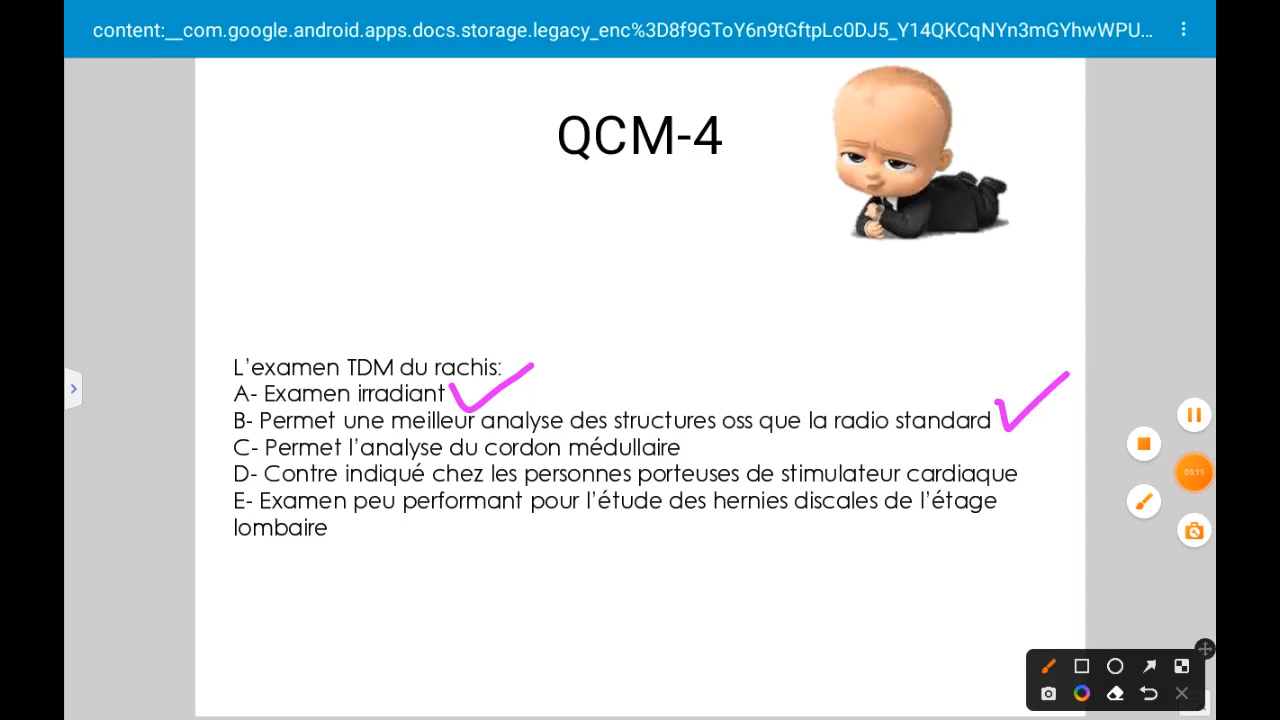 content:__com.google.android.apps.docs.storage.legacy_enc%3D8f9GToY6n9tGftpLc0DJ5_Y14QKCqNYn3mGYhwWPU...
QCM-4
L'examen TDM du rachis:
A- Examen irradiant
B- Permet une meilleur analyse des structures oss que la radio standard
C- Permet l'analyse du cordon médullaire
D- Contre indiqué chez les personnes porteuses de stimulateur cardiaque
E- Examen peu performant pour l'étude des hernies discales de l'étage
lombaire
05:11